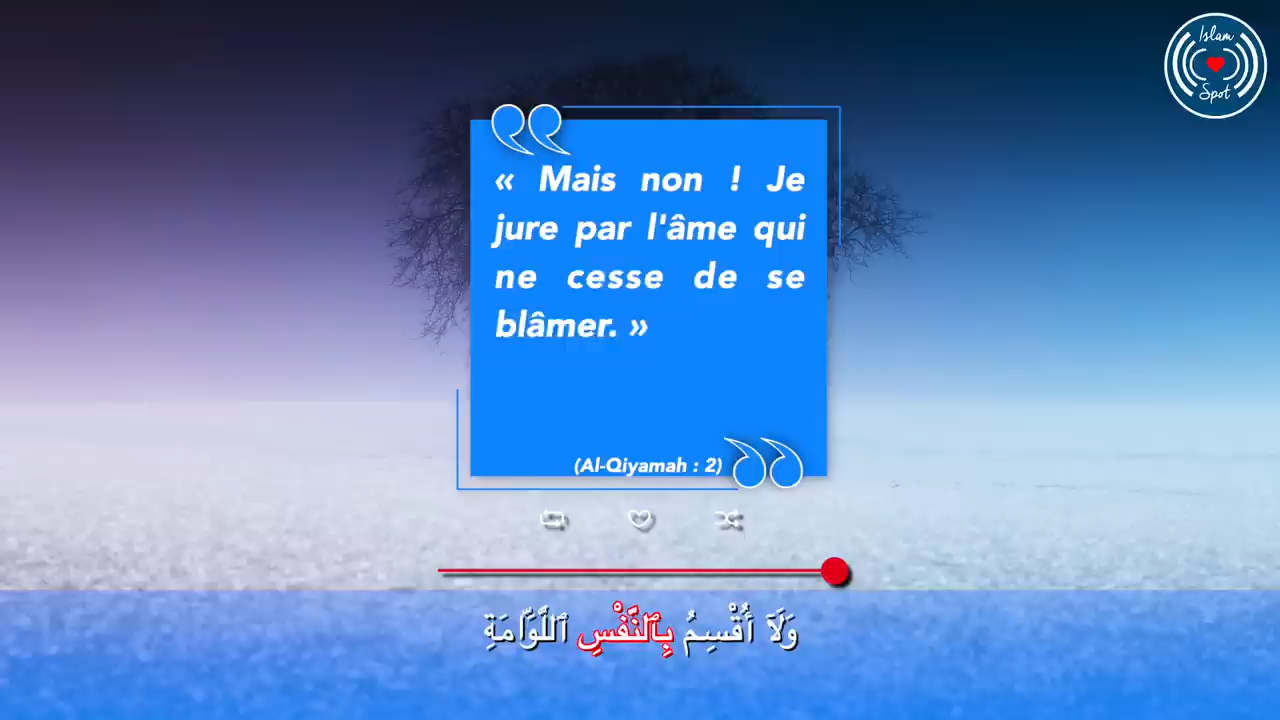 Islam
Spot
« Mais non ! Je
jure par l'âme qui
ne cesse de se
blâmer. »
(Al-Qiyamah : 2)
وَلَآ أُقْسِمُ بِٱلنَّفْسِ ٱللَّوَّامَةِ